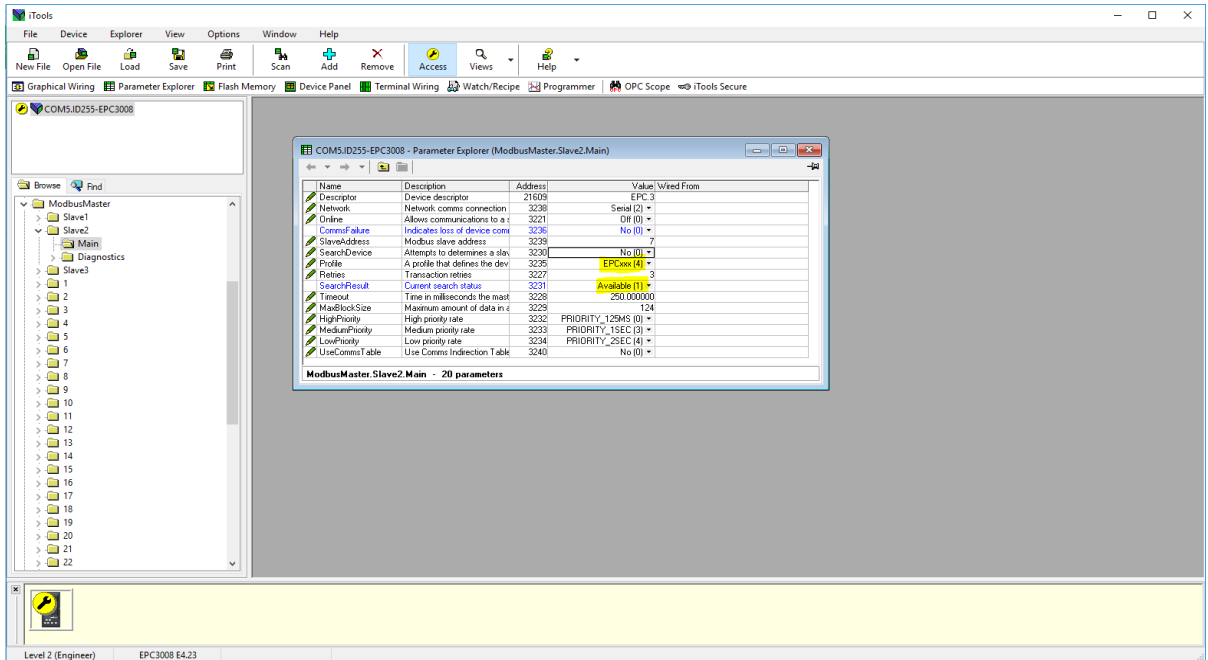 iTools
File Device Explorer View Options Window Help
New File Open File Load Save Print Scan Add Remove Access Views Help
Graphical Wiring Parameter Explorer Flash Memory Device Panel Terminal Wiring Watch/Recipe Programmer OPC Scope iTools Secure
COM5.ID255-EPC3008
Browse Find
ModbusMaster
Slave1
Slave2
Main
Diagnostics
Slave3
1
2
3
4
5
6
7
8
9
10
11
12
13
14
15
16
17
18
19
20
21
22
COM5.ID255-EPC3008 - Parameter Explorer (ModbusMaster.Slave2.Main)
Name Description Address Value Wired From
Descriptor Device descriptor 21609 EPC.3
Network Network comms connection 3238 Serial (2)
Online Allows communications to a s 3221 Off (0)
CommsFailure Indicates loss of device comm 3236 No (0)
SlaveAddress Modbus slave address 3239 7
SearchDevice Attempts to determines a slav 3230 No (0)
Profile A profile that defines the dev 3235 EPCxxx (4)
Retries Transaction retries 3227 3
SearchResult Current search status 3231 Available (1)
Timeout Time in milliseconds the mast 3228 250.000000
MaxBlockSize Maximum amount of data in a 3229 124
HighPriority High priority rate 3232 PRIORITY_125MS (0)
MediumPriority Medium priority rate 3233 PRIORITY_1SEC (3)
LowPriority Low priority rate 3234 PRIORITY_2SEC (4)
UseCommsTable Use Comms Indirection Table 3240 No (0)
ModbusMaster.Slave2.Main - 20 parameters
Level 2 (Engineer) EPC3008 E4.23